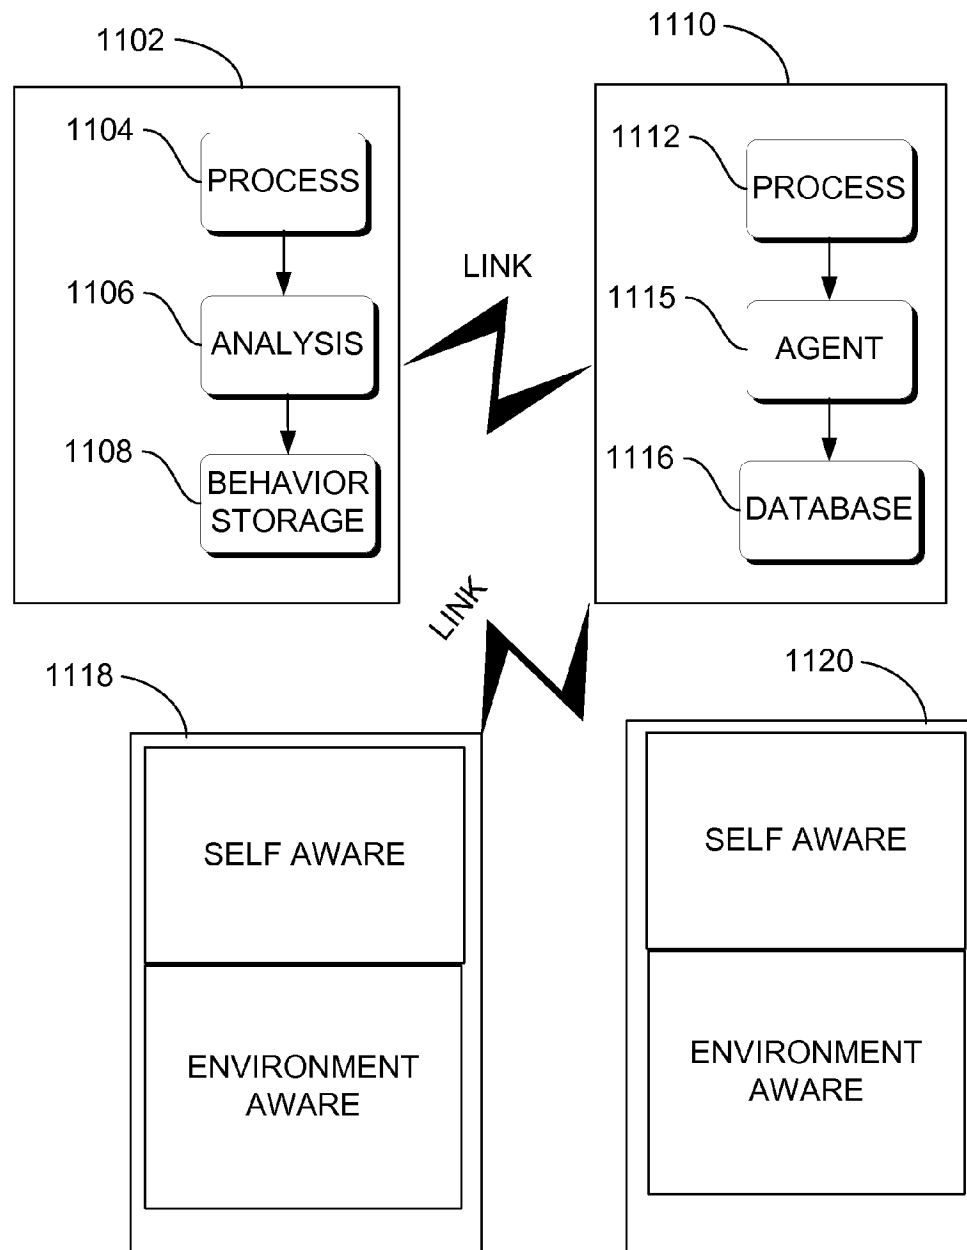 1102
1110
1104
PROCESS
1112
PROCESS
LINK
1106
ANALYSIS
1115
AGENT
1108
BEHAVIOR
STORAGE
1116
DATABASE
LINK
1118
1120
SELF AWARE
SELF AWARE
ENVIRONMENT
AWARE
ENVIRONMENT
AWARE